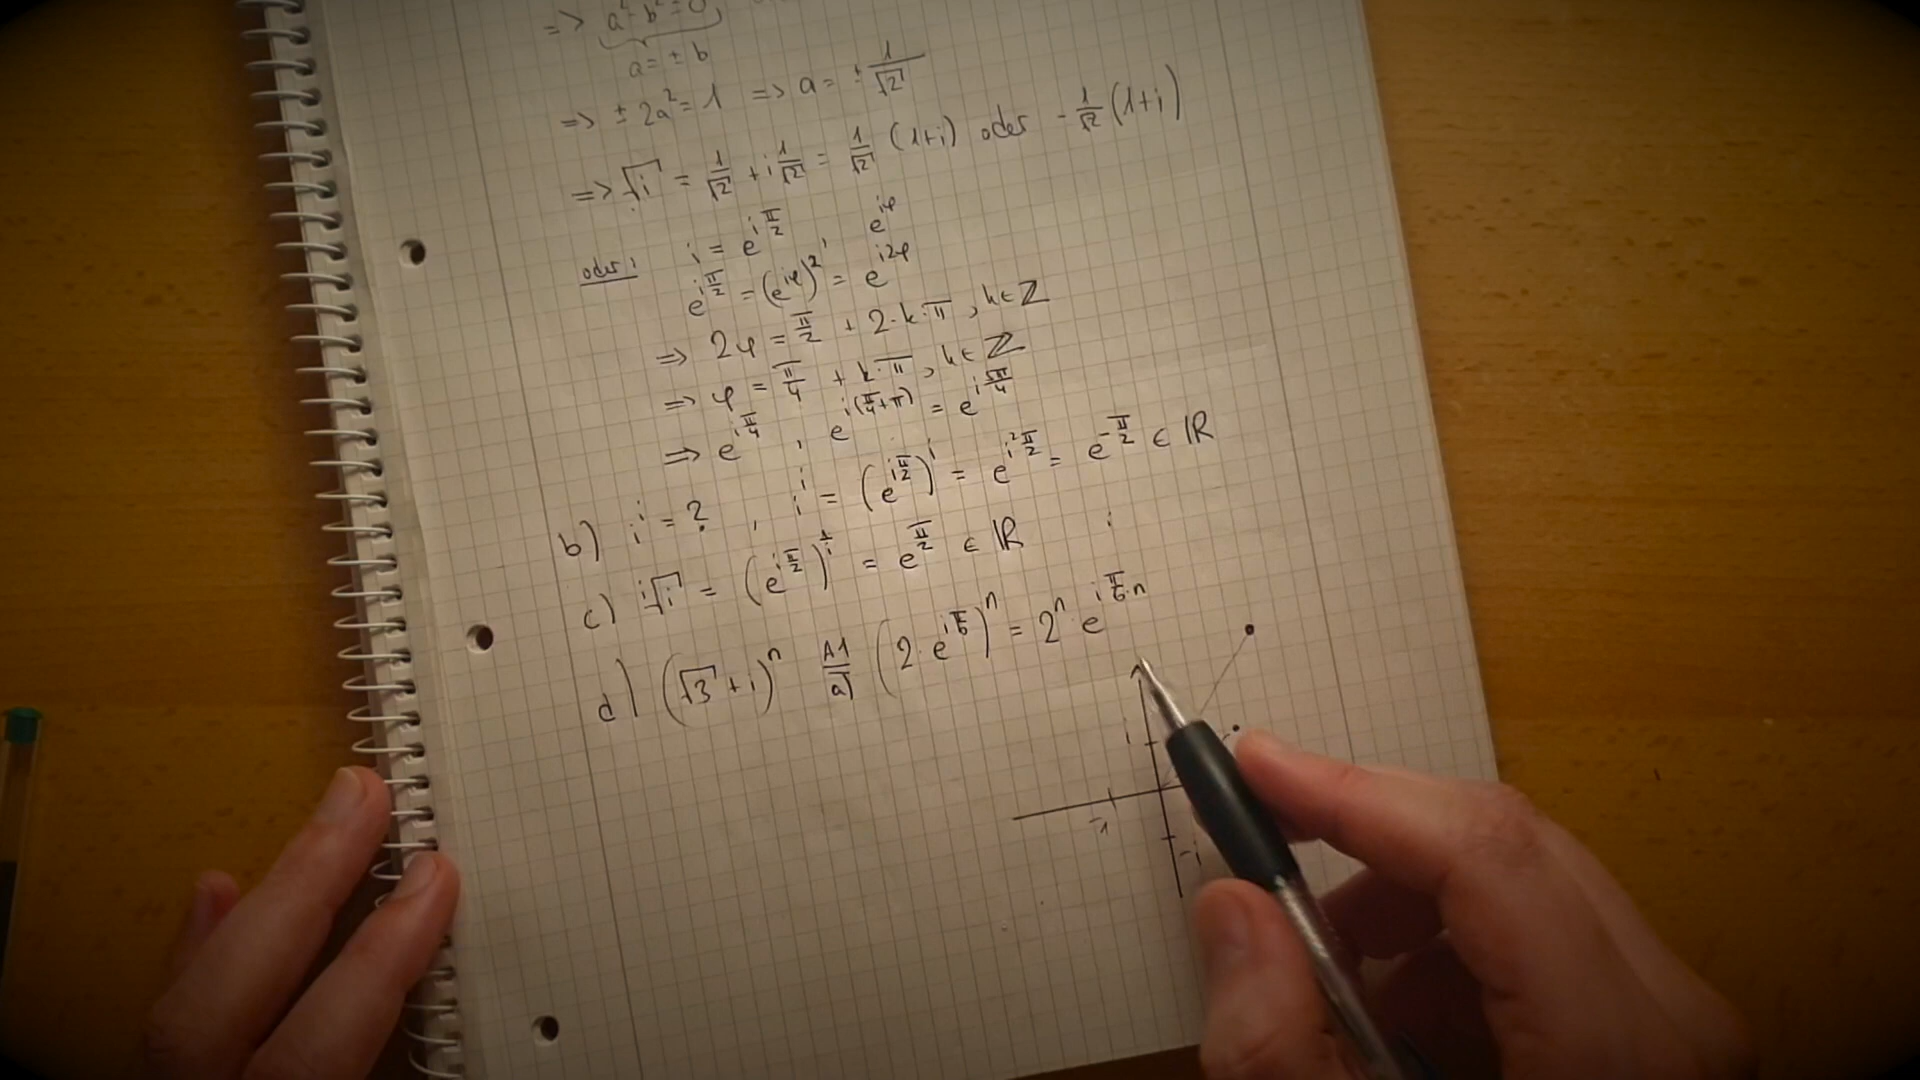 => a² - b² = 0
a = ± b
=> ± 2a² = 1 => a = ± 1/√2
=> √i = 1/√2 + i 1/√2 = 1/√2 (1+i) oder - 1/√2 (1+i)
oder: i = e^(i π/2), e^(iφ)
e^(i π/2) = (e^(iφ))² = e^(i2φ)
=> 2φ = π/2 + 2·k·π, k ∈ ℤ
=> φ = π/4 + k·π, k ∈ ℤ
=> e^(i π/4), e^(i(π/4+π)) = e^(i 5π/4)
b) i^i = ?, i^i = (e^(i π/2))^i = e^(i² π/2) = e^(-π/2) ∈ ℝ
c) ^i√i = (e^(i π/2))^(1/i) = e^(π/2) ∈ ℝ
d) (√3 + i)^n A1/a) (2·e^(i π/6))^n = 2^n · e^(i π/6 · n)
i
-1
-i